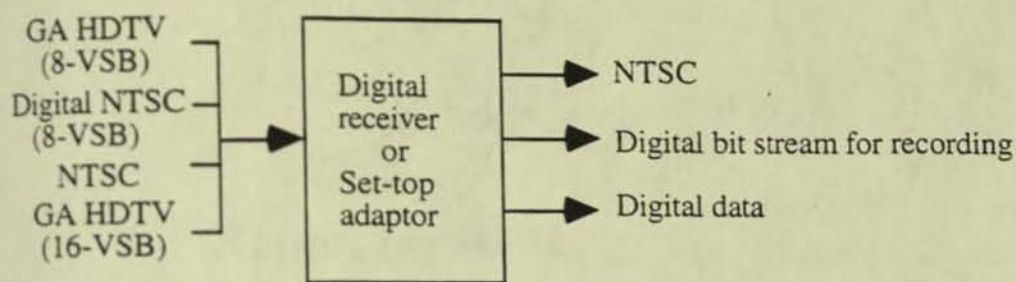 GA HDTV
(8-VSB)
Digital NTSC
(8-VSB)
NTSC
GA HDTV
(16-VSB)
Digital
receiver
or
Set-top
adaptor
NTSC
Digital bit stream for recording
Digital data